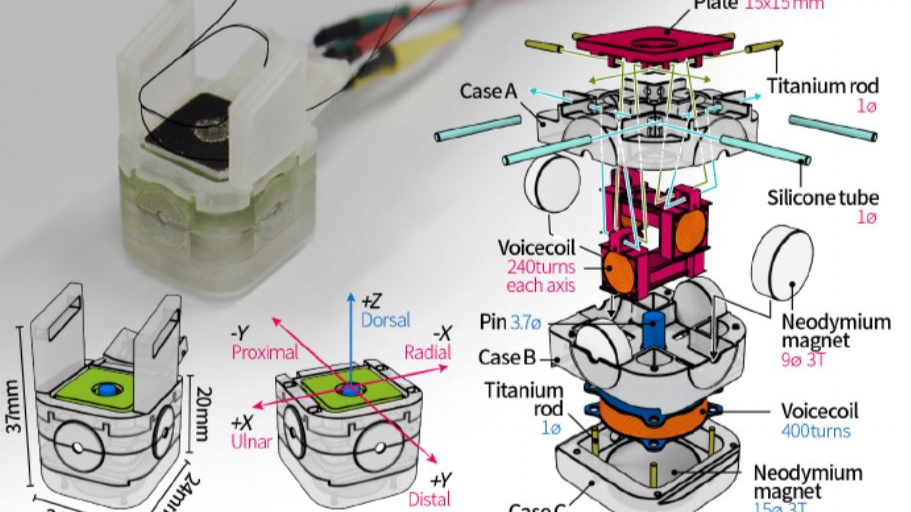 Plate 15x15mm
Titanium rod
1ø
Case A
Silicone tube
1ø
Voicecoil
240turns
each axis
Neodymium
magnet
9ø 3T
Pin 3.7ø
Case B
Titanium
rod
1ø
Voicecoil
400turns
Neodymium
magnet
15ø 3T
Case C
37mm
20mm
24mm
+Z
Dorsal
-Y
Proximal
-X
Radial
+X
Ulnar
+Y
Distal